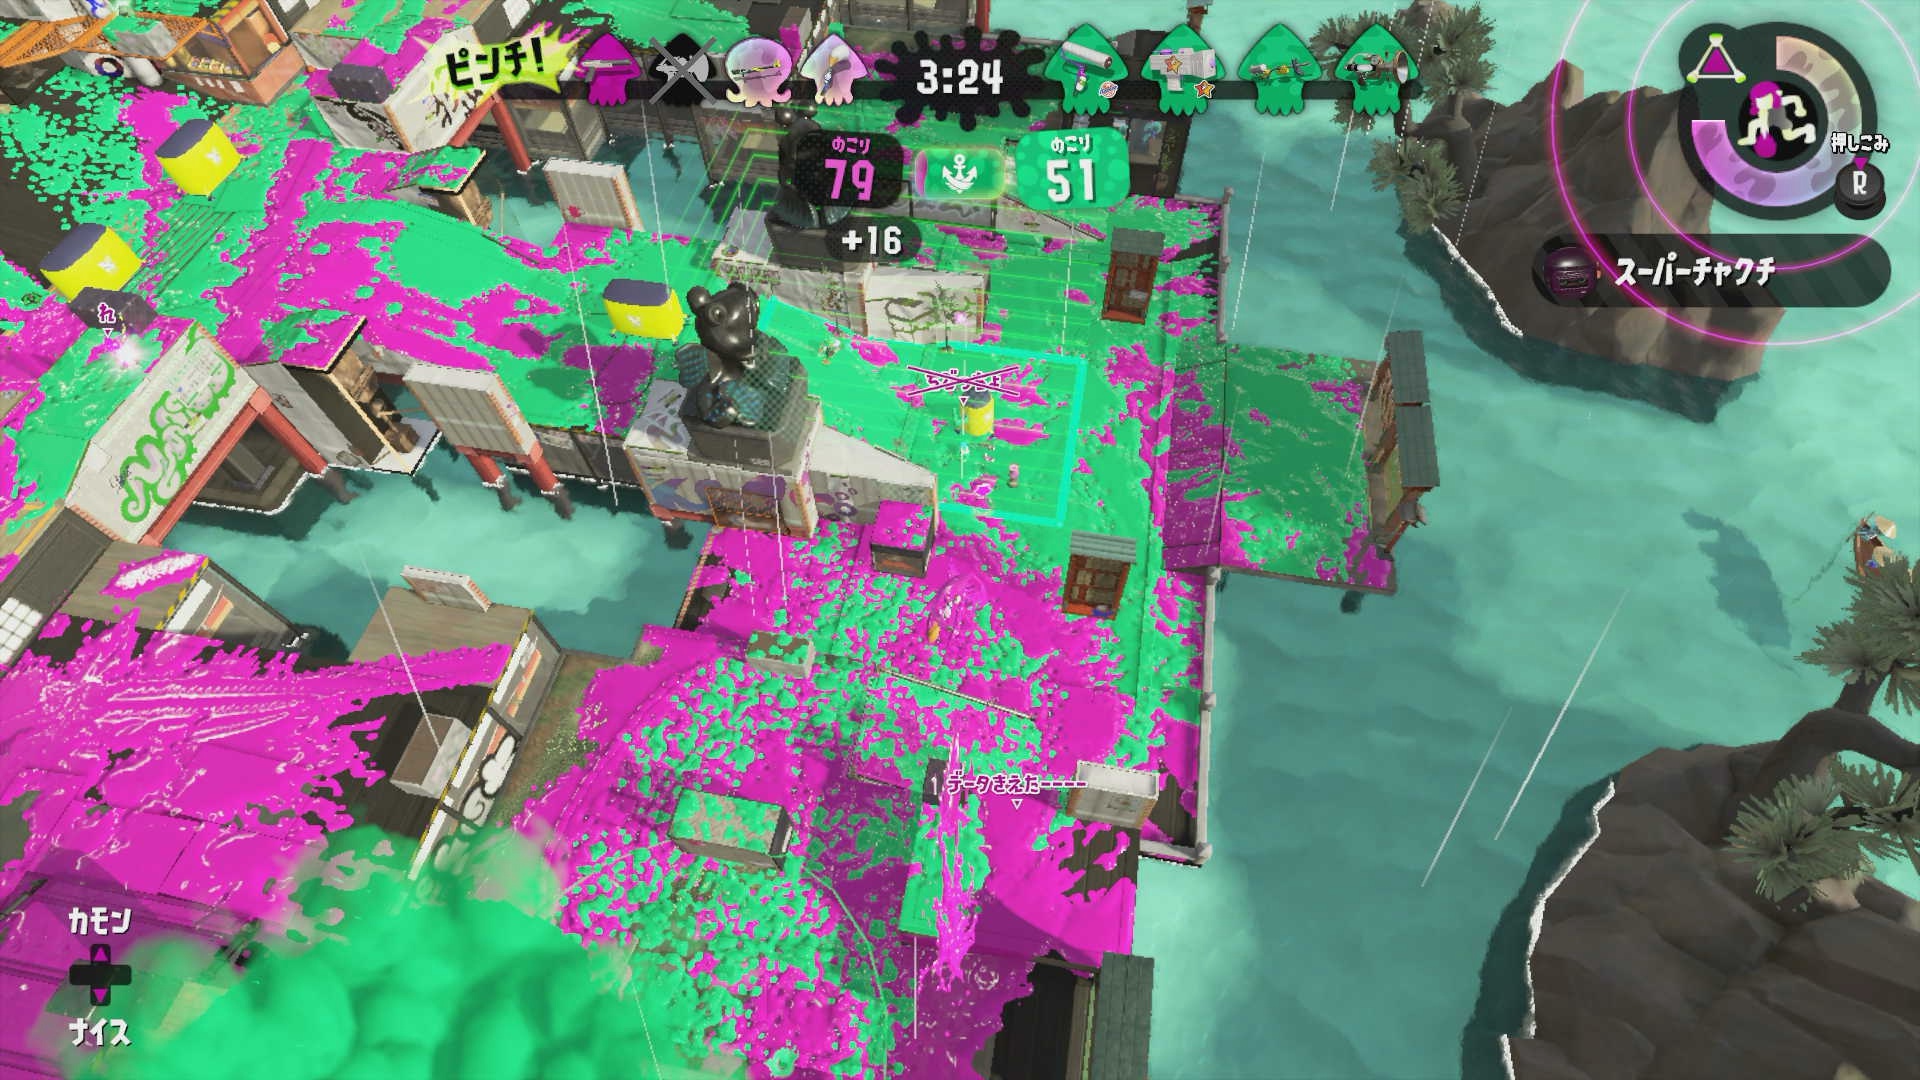 ピンチ!
3:24
のこり
79
のこり
51
+16
押しこみ
R
スーパーチャクチ
れ
データきえたーーーー
カモン
ナイス